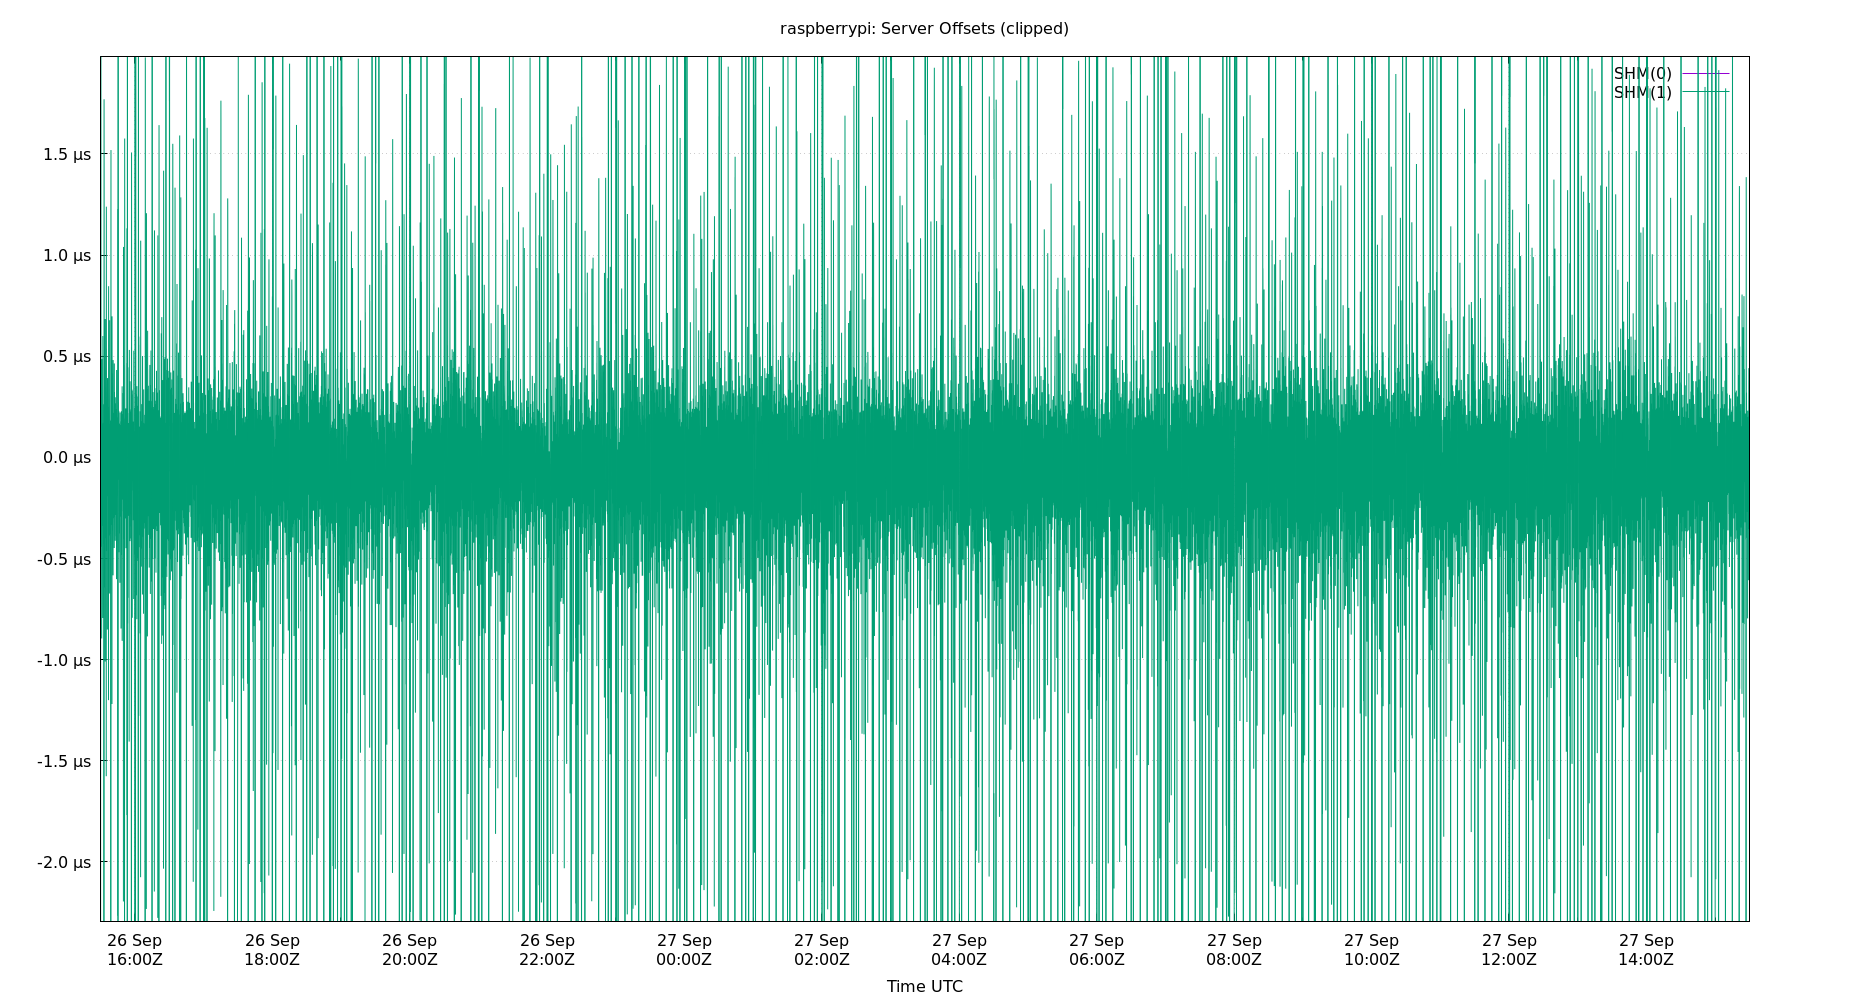 raspberrypi: Server Offsets (clipped)
SHM(0)
SHM(1)
1.5 µs
1.0 µs
0.5 µs
0.0 µs
-0.5 µs
-1.0 µs
-1.5 µs
-2.0 µs
26 Sep 26 Sep 26 Sep 26 Sep 27 Sep 27 Sep 27 Sep 27 Sep 27 Sep 27 Sep 27 Sep 27 Sep
16:00Z 18:00Z 20:00Z 22:00Z 00:00Z 02:00Z 04:00Z 06:00Z 08:00Z 10:00Z 12:00Z 14:00Z
Time UTC